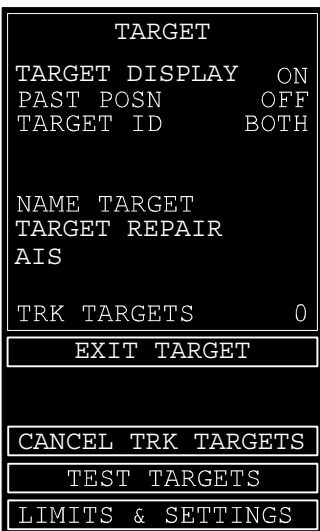 TARGET
TARGET DISPLAY ON
PAST POSN OFF
TARGET ID BOTH
NAME TARGET
TARGET REPAIR
AIS
TRK TARGETS 0
EXIT TARGET
CANCEL TRK TARGETS
TEST TARGETS
LIMITS & SETTINGS